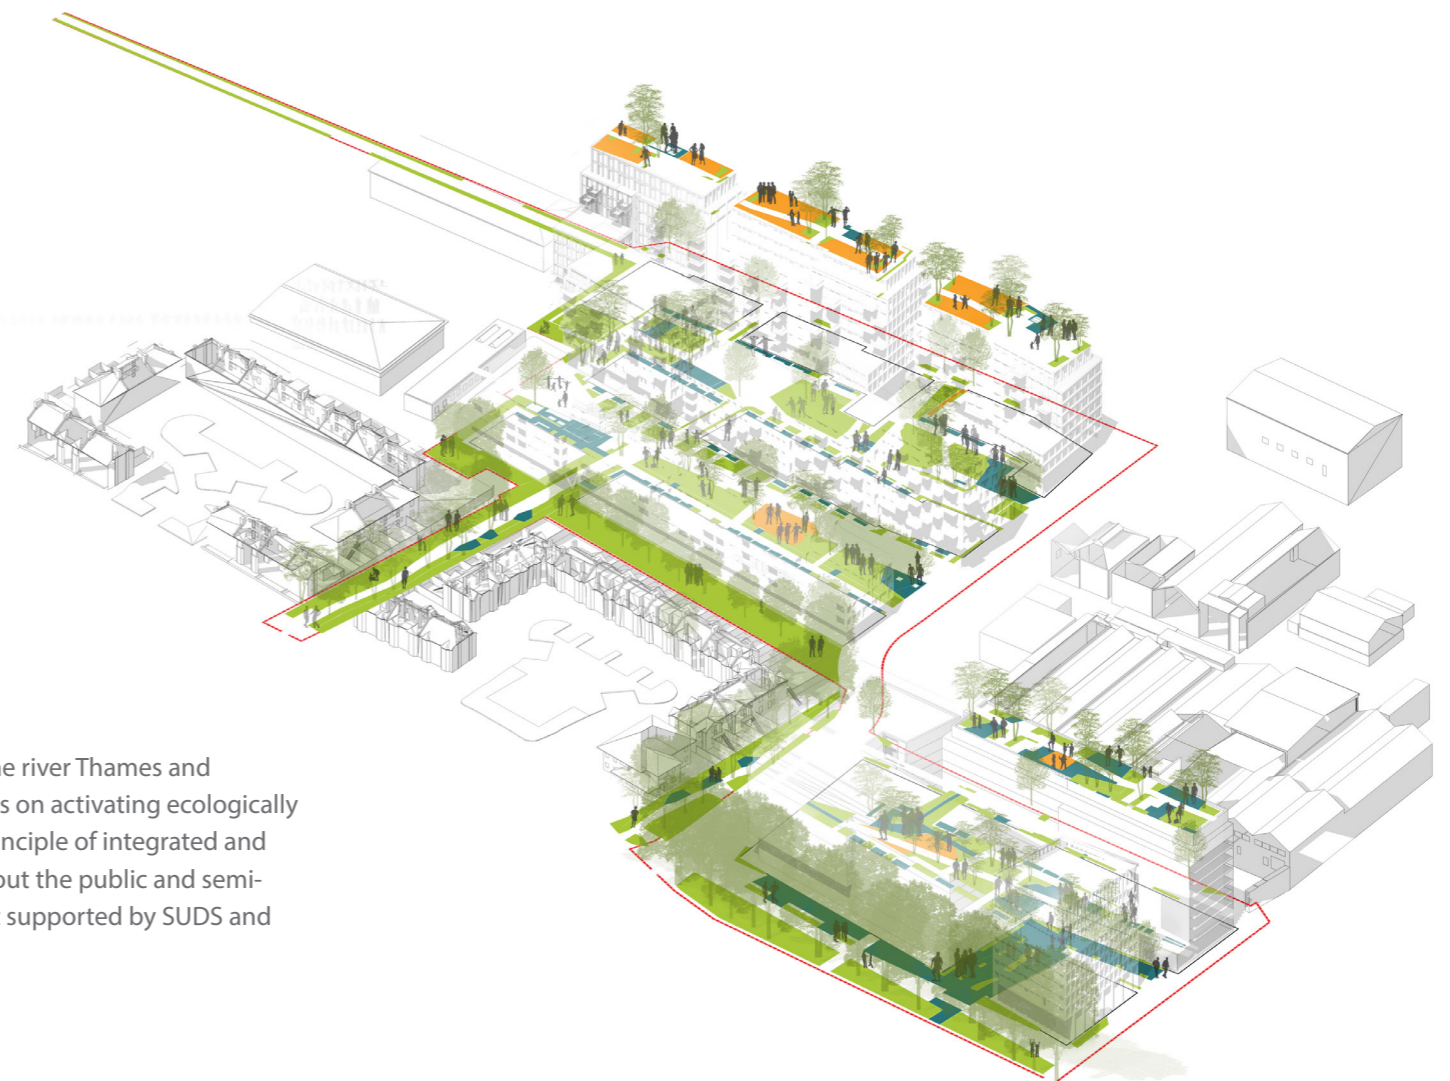 ne river Thames and
s on activating ecologically
nciple of integrated and
out the public and semi-
t supported by SUDS and